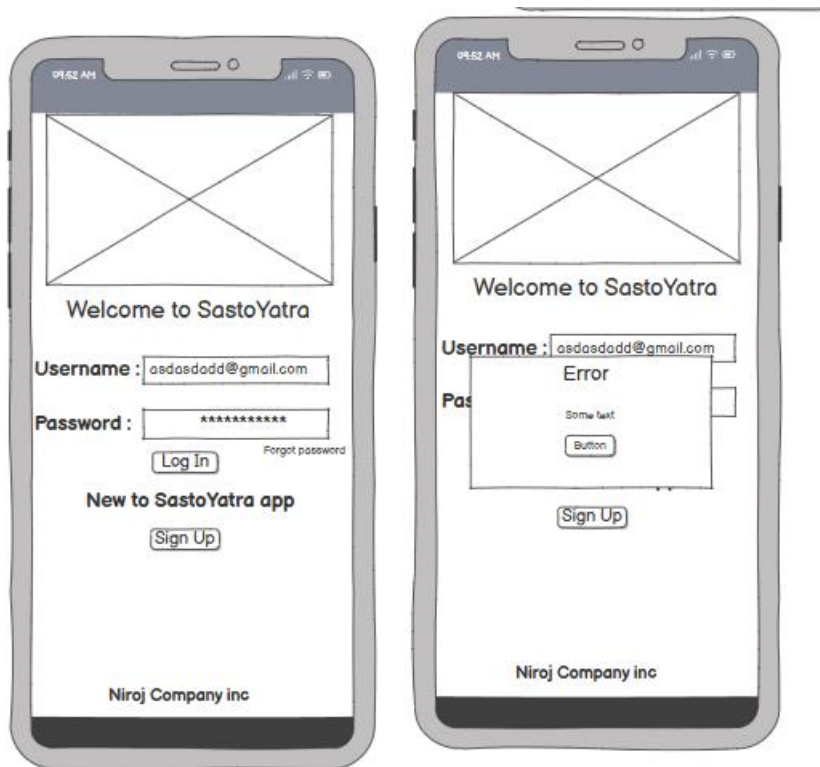 09.52 AM
Welcome to SastoYatra
Username : asdasdadd@gmail.com
Password : ***********
Forgot password
Log In
New to SastoYatra app
Sign Up
Niroj Company inc
09.52 AM
Welcome to SastoYatra
Username : asdasdadd@gmail.com
Error
Pas
Some text
Button
Sign Up
Niroj Company inc